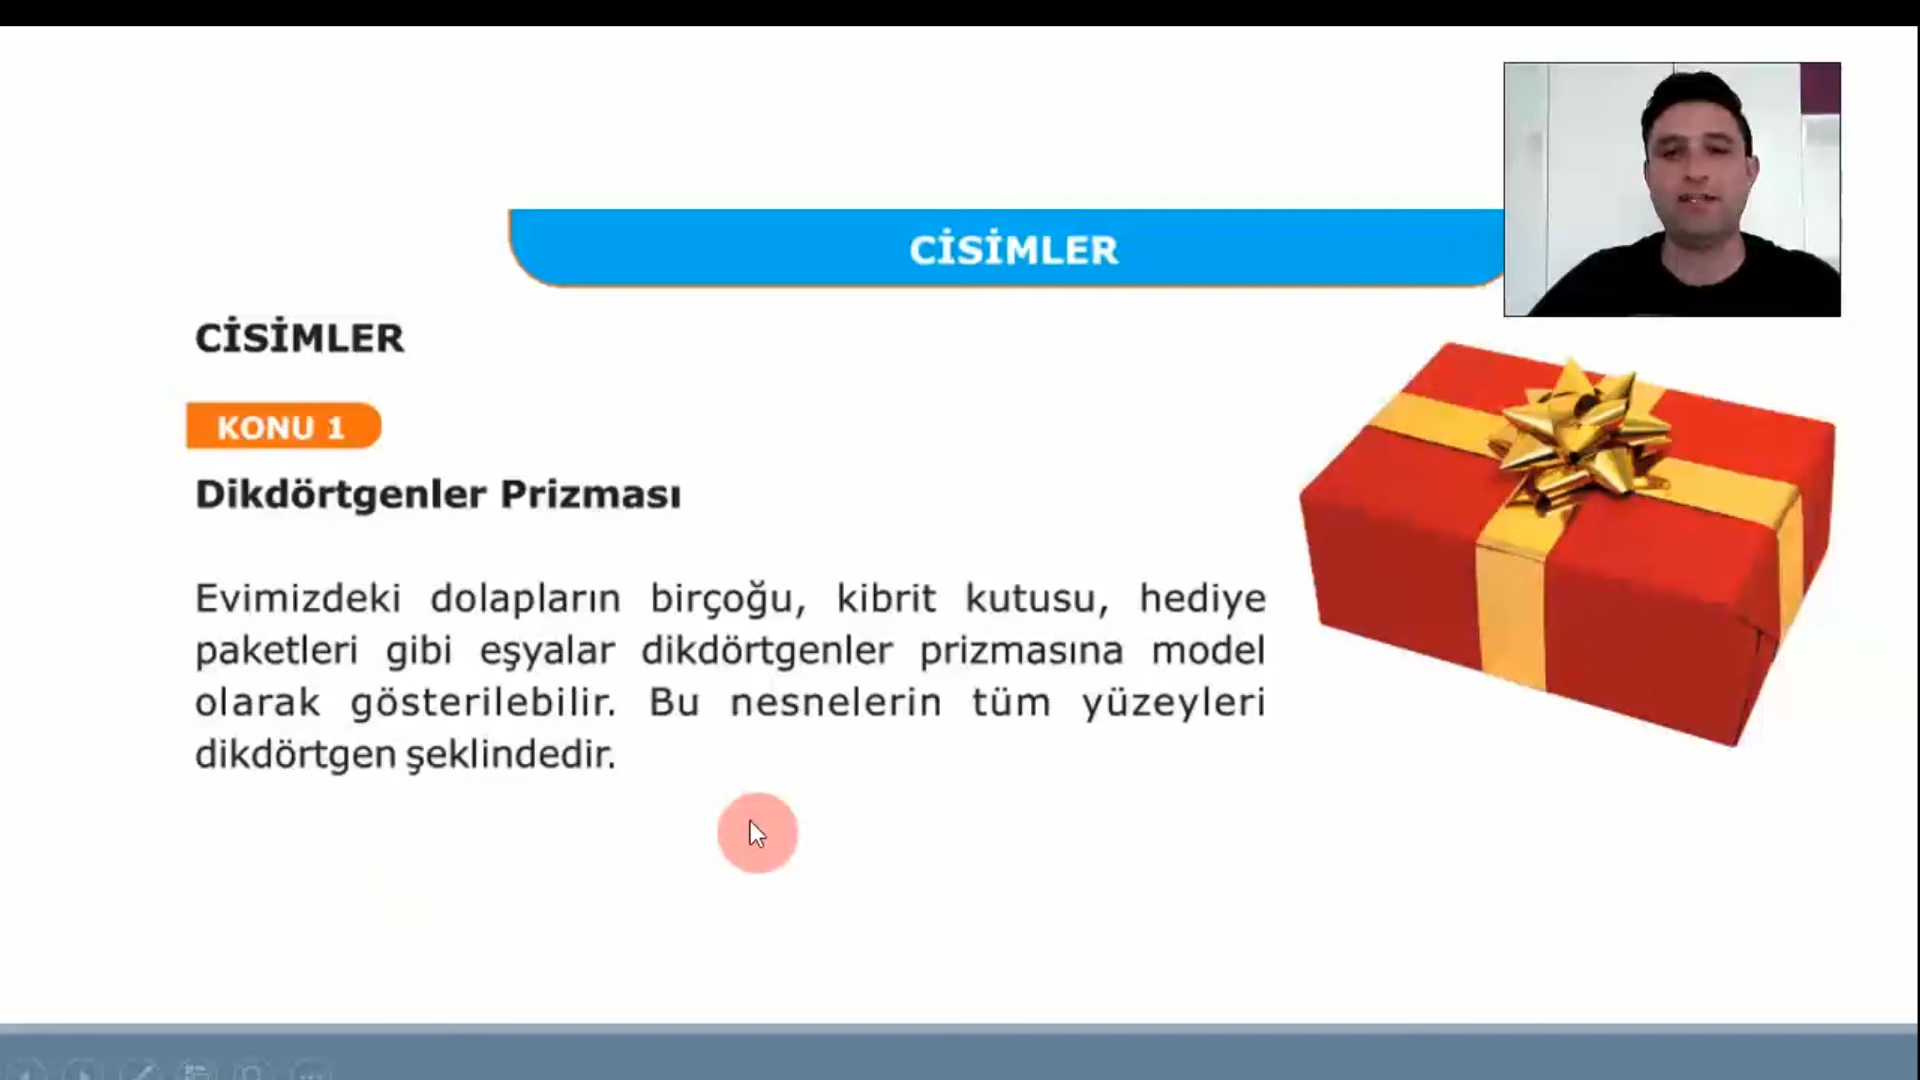 CİSİMLER
CİSİMLER
KONU 1
Dikdörtgenler Prizması
Evimizdeki dolapların birçoğu, kibrit kutusu, hediye
paketleri gibi eşyalar dikdörtgenler prizmasına model
olarak gösterilebilir. Bu nesnelerin tüm yüzeyleri
dikdörtgen şeklindedir.